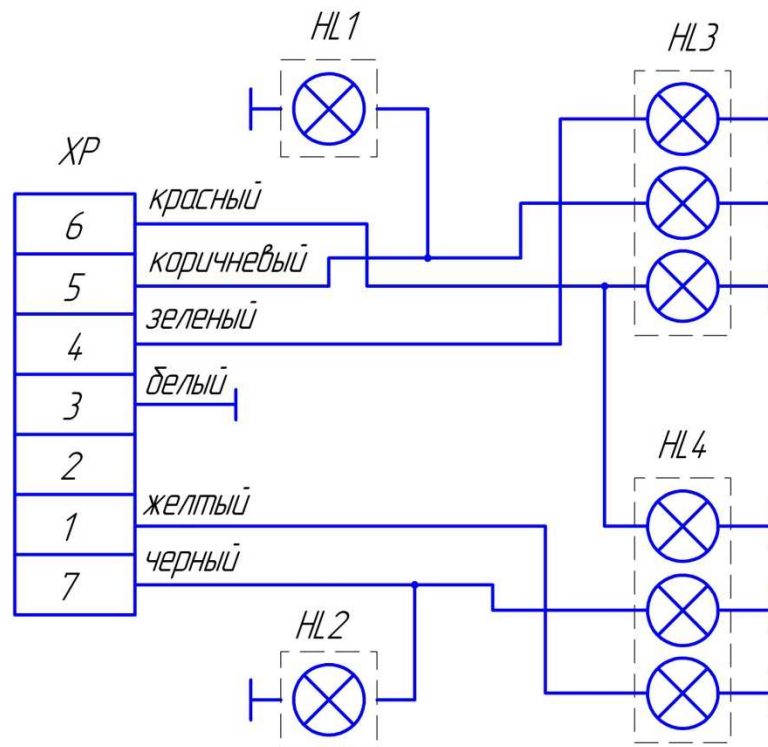 HL1
HL3
XP
6
красный
5
коричневый
4
зеленый
3
белый
2
HL4
1
желтый
7
черный
HL2